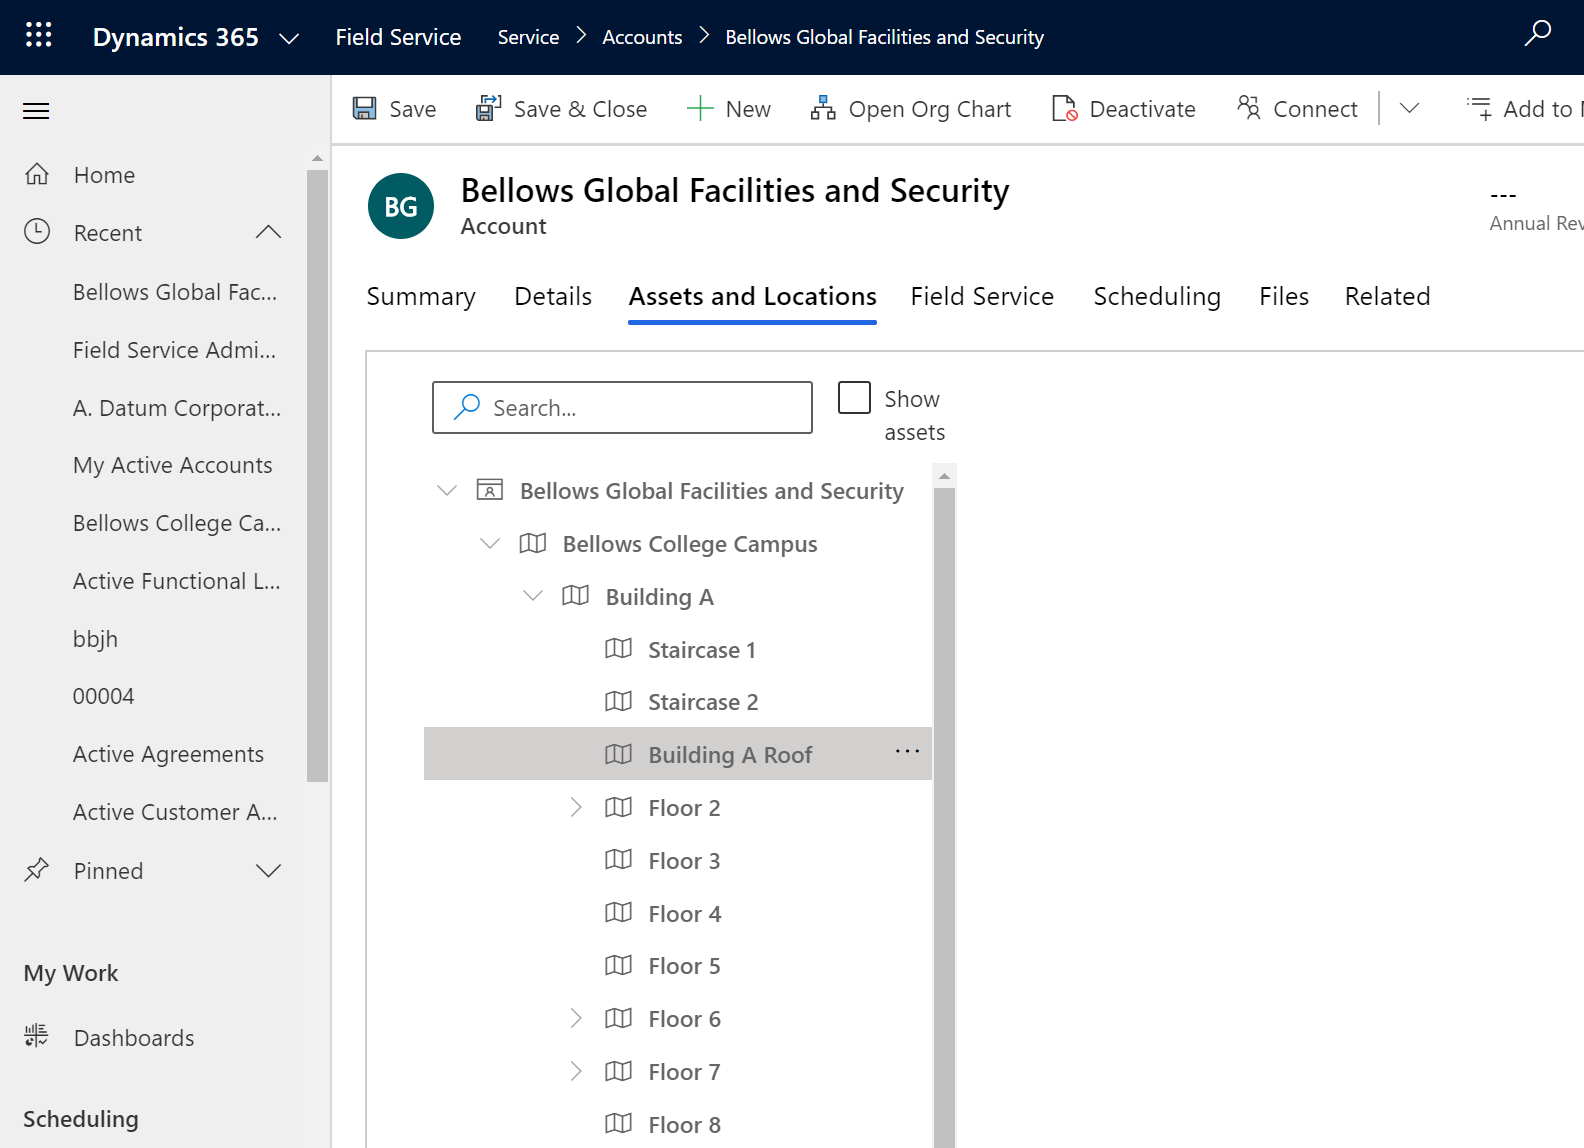 Dynamics 365
Field Service
Service
Accounts
Bellows Global Facilities and Security
Home
Recent
Bellows Global Fac...
Field Service Admi...
A. Datum Corporat...
My Active Accounts
Bellows College Ca...
Active Functional L...
bbjh
00004
Active Agreements
Active Customer A...
Pinned
My Work
Dashboards
Scheduling
Save
Save & Close
New
Open Org Chart
Deactivate
Connect
Add to
BG
Bellows Global Facilities and Security
Account
---
Annual Rev
Summary
Details
Assets and Locations
Field Service
Scheduling
Files
Related
Search...
Show
assets
Bellows Global Facilities and Security
Bellows College Campus
Building A
Staircase 1
Staircase 2
Building A Roof
...
Floor 2
Floor 3
Floor 4
Floor 5
Floor 6
Floor 7
Floor 8